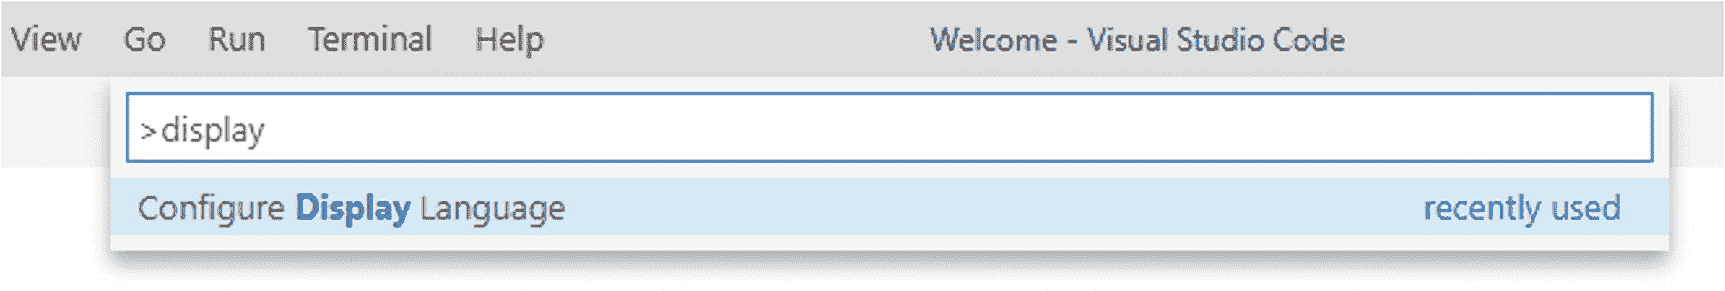 View Go Run Terminal Help Welcome - Visual Studio Code
>display
Configure Display Language recently used